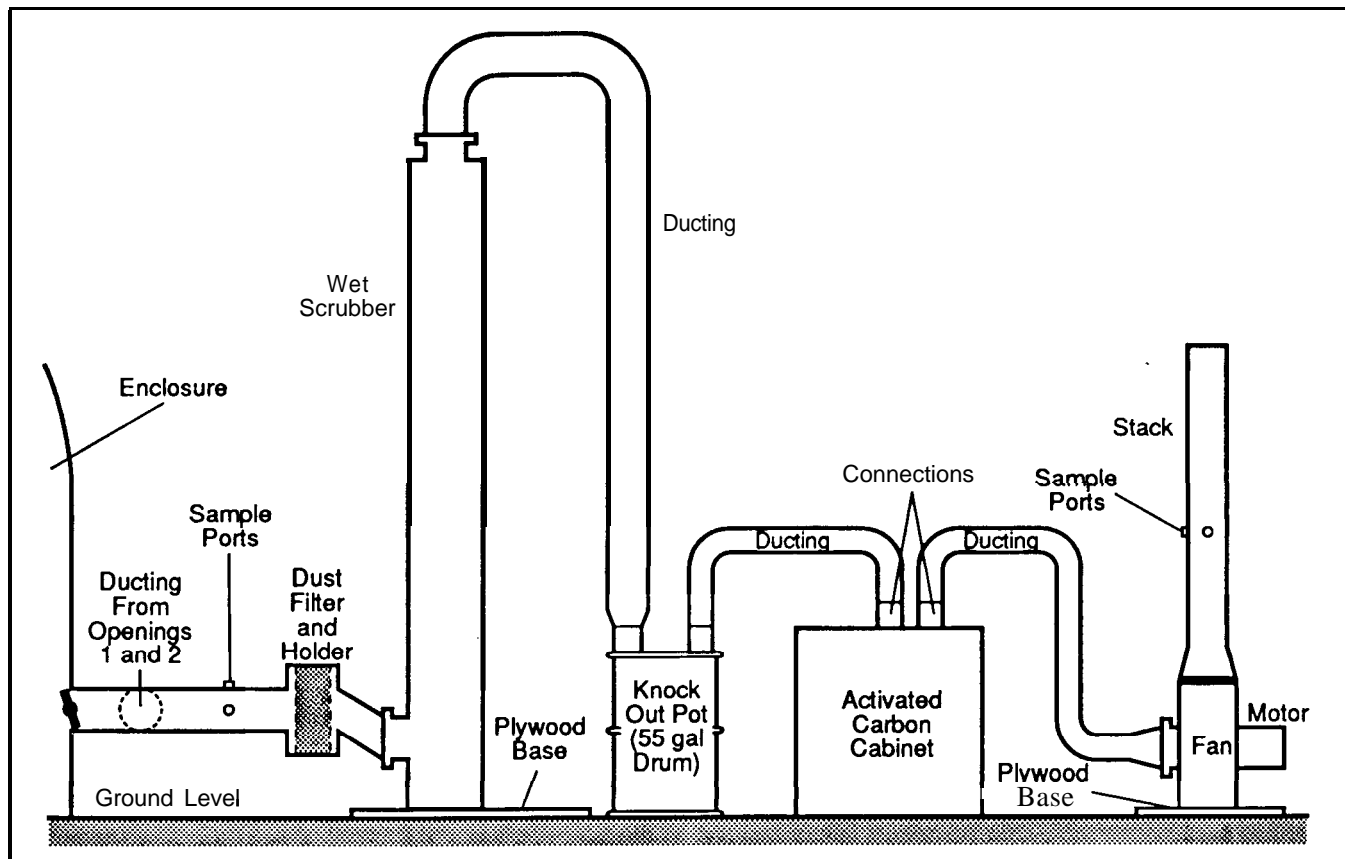 Ducting
Wet
Scrubber
Enclosure
Stack
Connections
Sample
Ports
Sample
Ports
Ducting
Ducting
Ducting
From
Openings
1 and 2
Dust
Filter
and
Holder
Knock
Out Pot
(55 gal
Drum)
Activated
Carbon
Cabinet
Plywood
Base
Motor
Fan
Plywood
Base
Ground Level